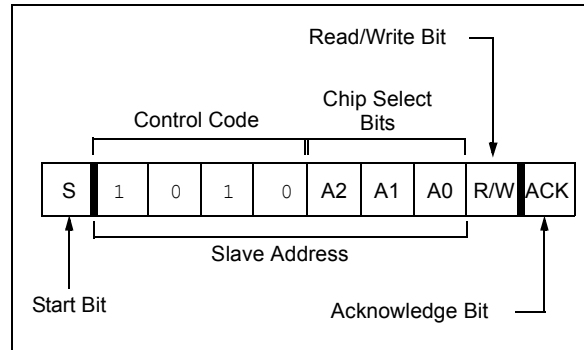 Read/Write Bit
Chip Select
Bits
Control Code
S 1 0 1 0 A2 A1 A0 R/W ACK
Slave Address
Start Bit
Acknowledge Bit